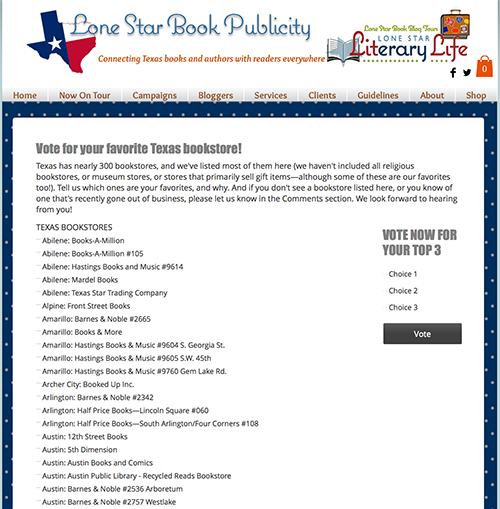 Lone Star Book Publicity
Lone Star Book Blog Tours
LONE STAR
Literary Life
Connecting Texas books and authors with readers everywhere
0
Home Now On Tour Campaigns Bloggers Services Clients Guidelines About Shop
Vote for your favorite Texas bookstore!
Texas has nearly 300 bookstores, and we've listed most of them here (we haven't included all religious
bookstores, or museum stores, or stores that primarily sell gift items—although some of these are our favorites
too!). Tell us which ones are your favorites, and why. And if you don't see a bookstore listed here, or you know of
one that's recently gone out of business, please let us know in the Comments section. We look forward to hearing
from you!
TEXAS BOOKSTORES
Abilene: Books-A-Million
Abilene: Books-A-Million #105
Abilene: Hastings Books and Music #9614
Abilene: Mardel Books
Abilene: Texas Star Trading Company
Alpine: Front Street Books
Amarillo: Barnes & Noble #2665
Amarillo: Books & More
Amarillo: Hastings Books & Music #9604 S. Georgia St.
Amarillo: Hastings Books & Music #9605 S.W. 45th
Amarillo: Hastings Books & Music #9760 Gem Lake Rd.
Archer City: Booked Up Inc.
Arlington: Barnes & Noble #2342
Arlington: Half Price Books—Lincoln Square #060
Arlington: Half Price Books—South Arlington/Four Corners #108
Austin: 12th Street Books
Austin: 5th Dimension
Austin: Austin Books and Comics
Austin: Austin Public Library - Recycled Reads Bookstore
Austin: Barnes & Noble #2536 Arboretum
Austin: Barnes & Noble #2757 Westlake
VOTE NOW FOR
YOUR TOP 3
Choice 1
Choice 2
Choice 3
Vote